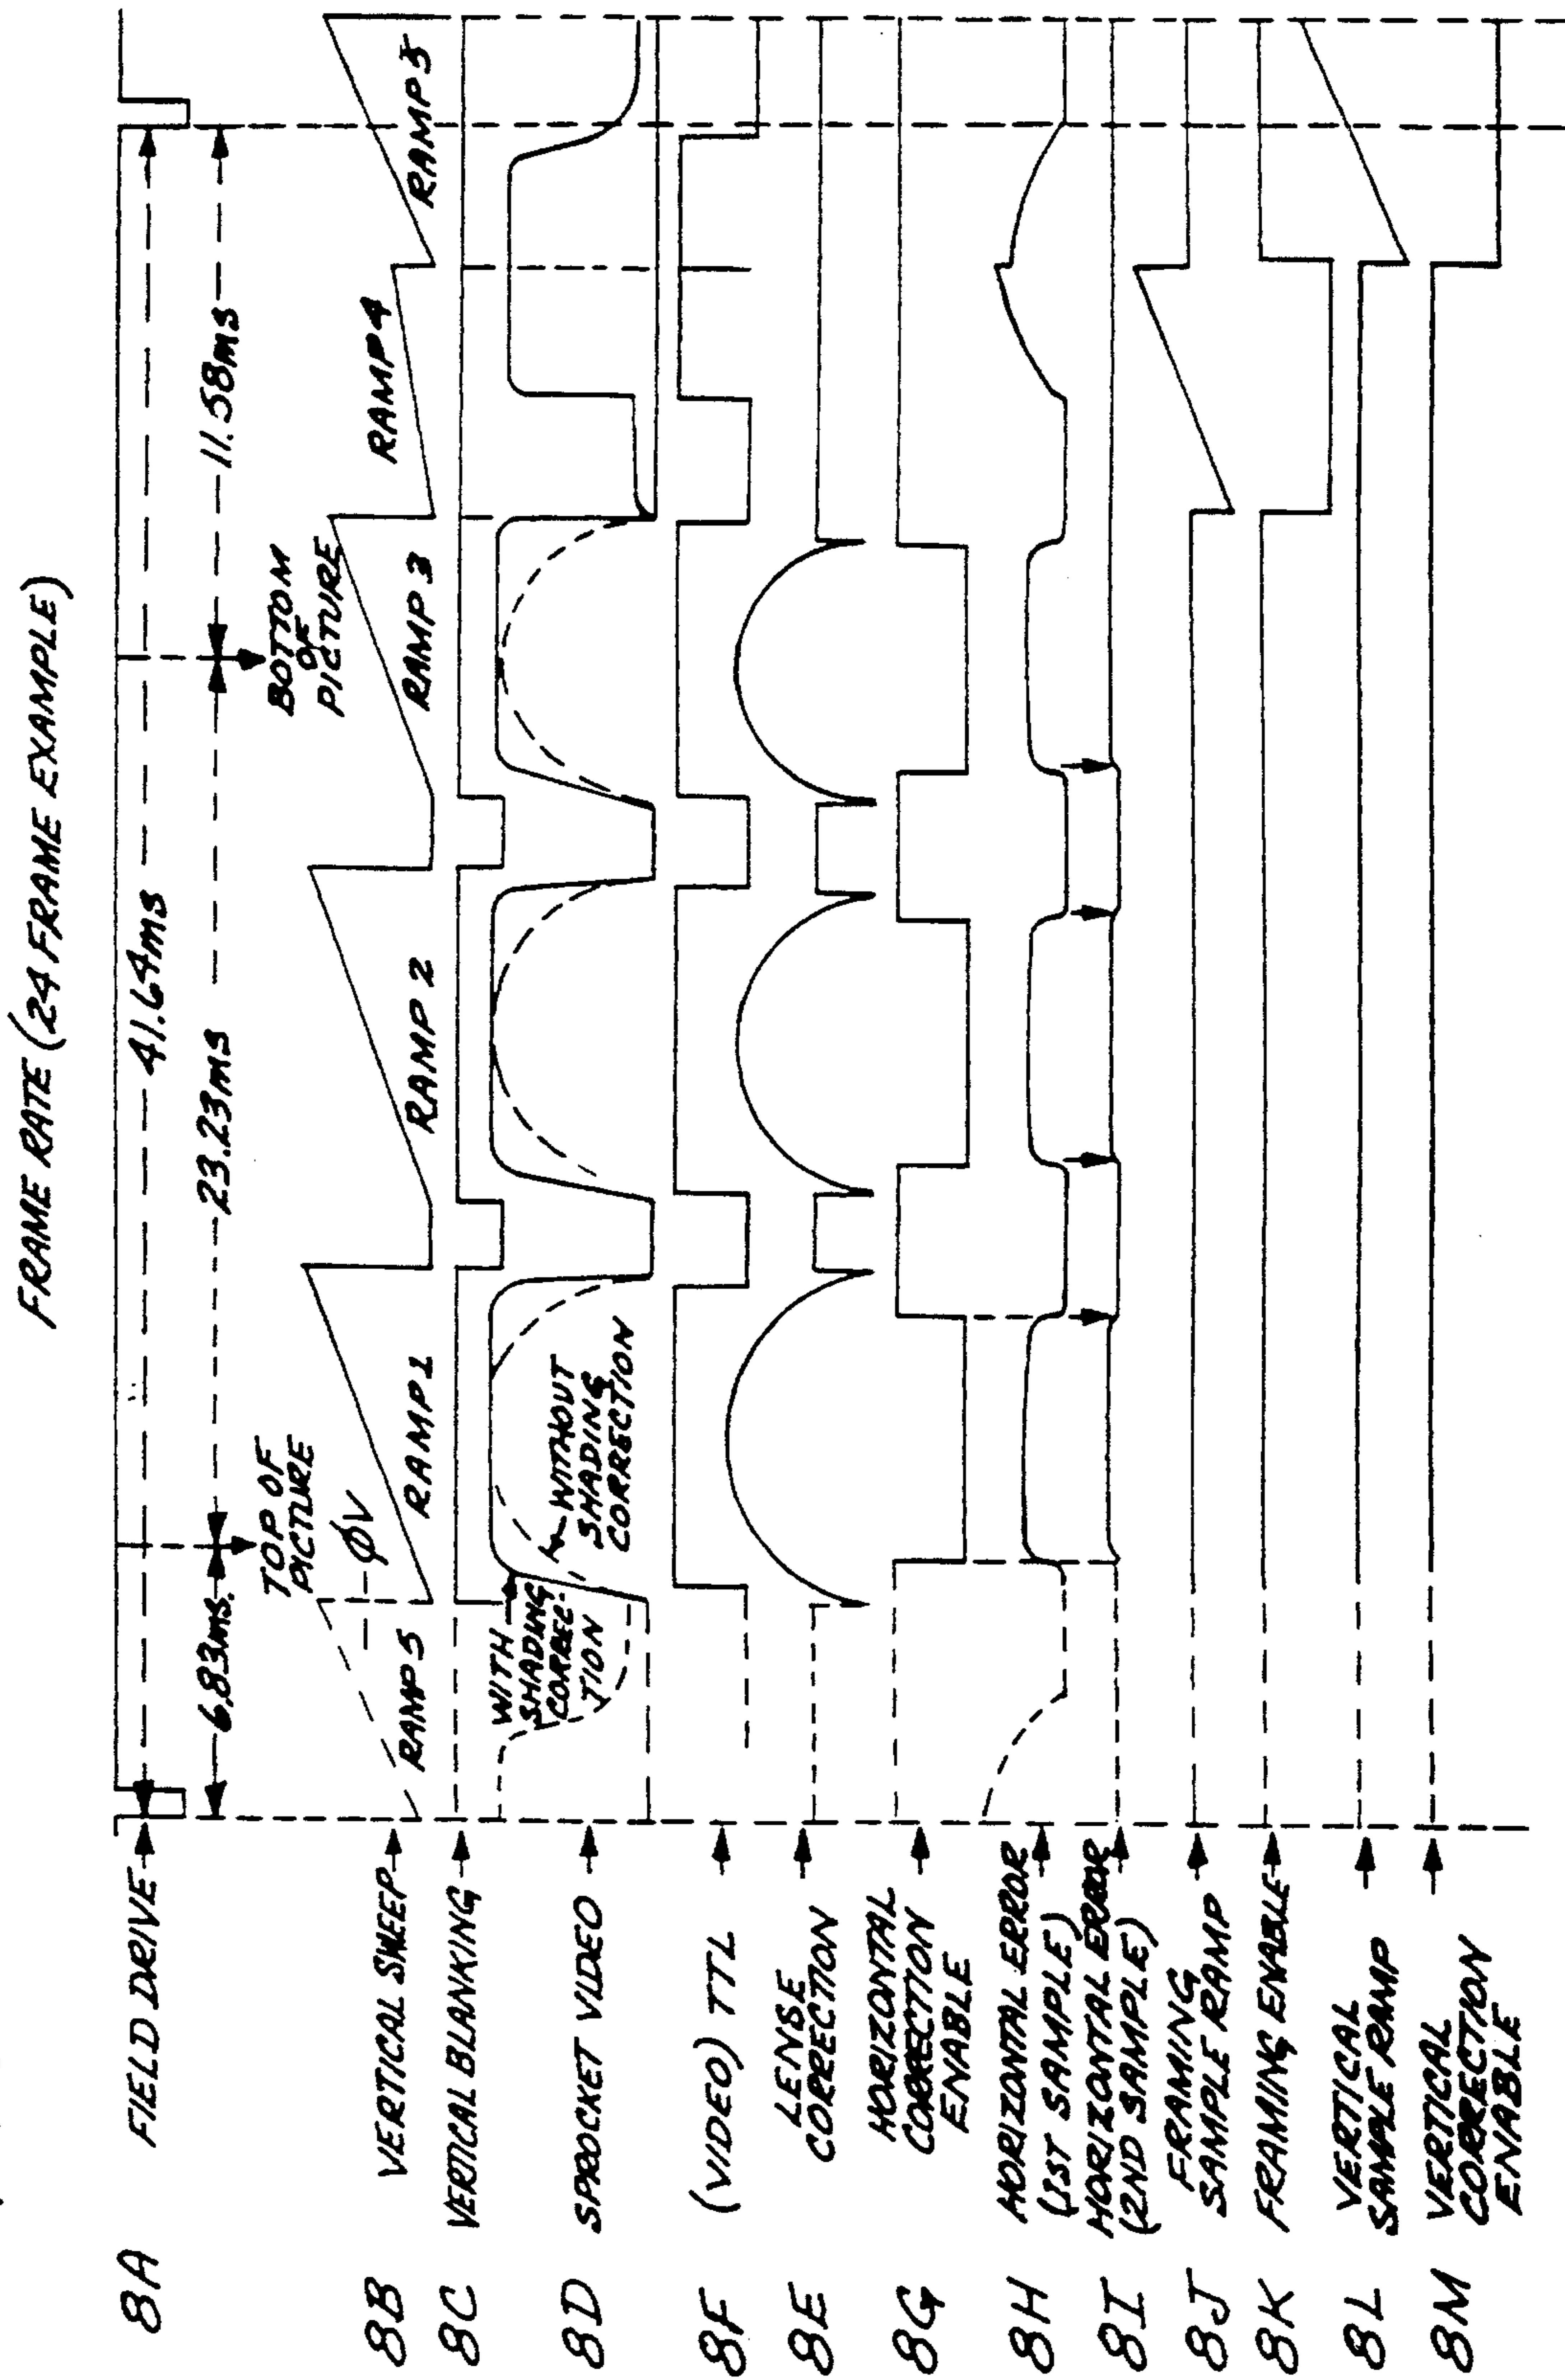 FRAME RATE (24 FRAME EXAMPLE)
8A FIELD DRIVE
41.64ms
6.83ms.
23.23ms
11.58ms
TOP OF
PICTURE
BOTTOM
OF
PICTURE
8B VERTICAL SWEEP
RAMP 5
ØV
RAMP 1
RAMP 2
RAMP 3
RAMP 4
RAMP 5
8C VERTICAL BLANKING
8D SPROCKET VIDEO
WITH
SHADING
CORREC-
TION
WITHOUT
SHADING
CORRECTION
8F (VIDEO) TTL
8E LENSE
CORRECTION
8G HORIZONTAL
CORRECTION
ENABLE
8H HORIZONTAL ERROR
(1ST SAMPLE)
8I HORIZONTAL ERROR
(2ND SAMPLE)
8J FRAMING
SAMPLE RAMP
8K FRAMING ENABLE
8L VERTICAL
SAMPLE RAMP
8M VERTICAL
CORRECTION
ENABLE